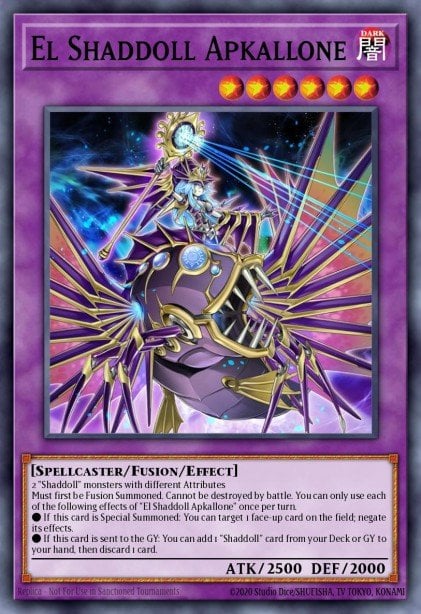 El Shaddoll Apkallone
DARK
闇
[Spellcaster/Fusion/Effect]
2 "Shaddoll" monsters with different Attributes
Must first be Fusion Summoned. Cannot be destroyed by battle. You can only use each
of the following effects of "El Shaddoll Apkallone" once per turn.
● If this card is Special Summoned: You can target 1 face-up card on the field; negate
its effects.
● If this card is sent to the GY: You can add 1 "Shaddoll" card from your Deck or GY to
your hand, then discard 1 card.
ATK/2500 DEF/2000
Replica - Not For Use in Sanctioned Tournaments
©2020 Studio Dice/SHUEISHA, TV TOKYO, KONAMI